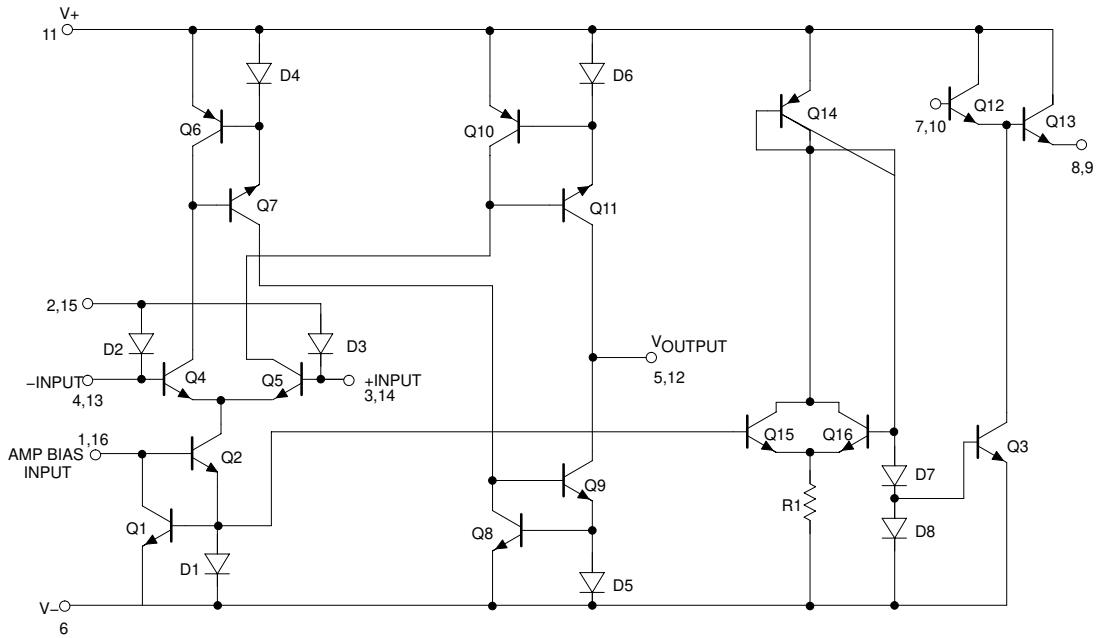 V+
11
D4
D6
Q6
Q10
Q14
Q12
7,10
Q13
8,9
Q7
Q11
2,15
D2
D3
VOUTPUT
5,12
−INPUT
4,13
Q4
Q5
+INPUT
3,14
1,16
AMP BIAS
INPUT
Q2
Q15
Q16
Q3
D7
Q9
R1
Q1
Q8
D8
D1
D5
V−
6